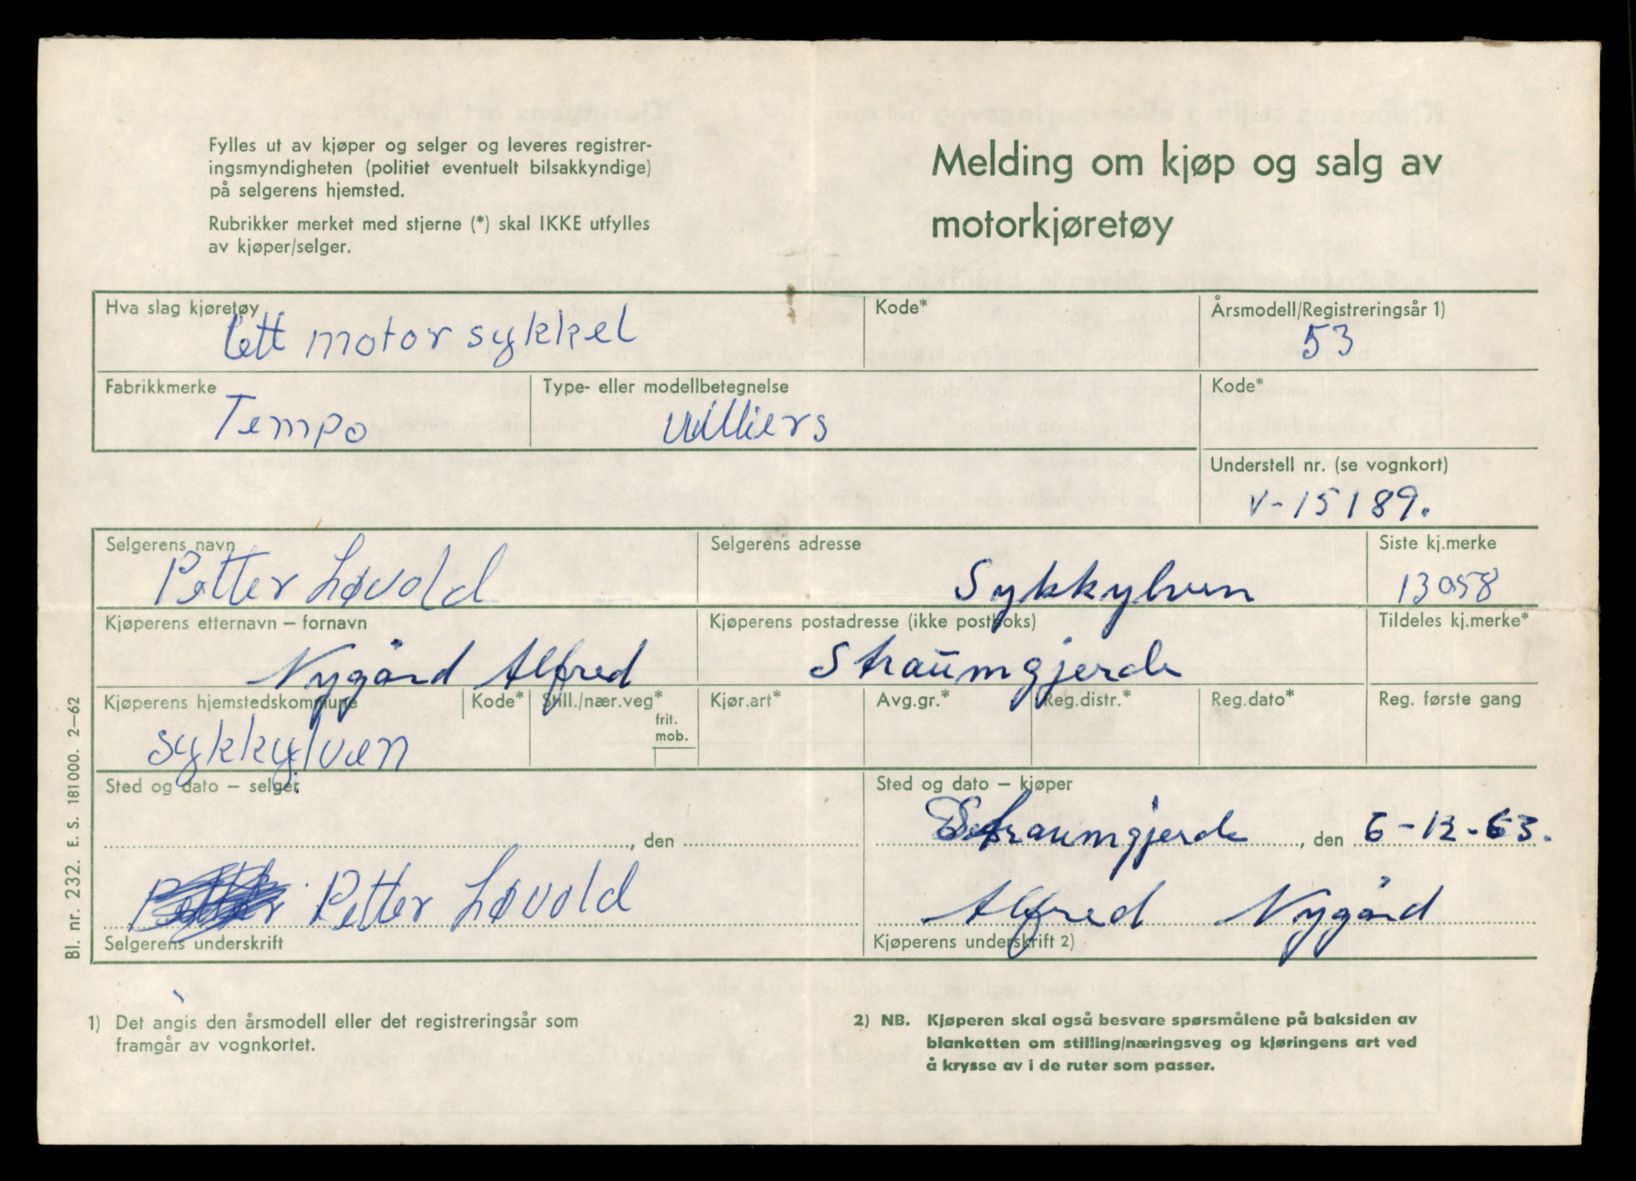 Fylles ut av kjøper og selger og leveres registrer-
ingsmyndigheten (politiet eventuelt bilsakkyndige)
på selgerens hjemsted.
Rubrikker merket med stjerne (*) skal IKKE utfylles
av kjøper/selger.
Melding om kjøp og salg av
motorkjøretøy
Hva slag kjøretøy
lett motorsykkel
Kode*
Årsmodell/Registreringsår 1)
53
Fabrikkmerke
Tempo
Type- eller modellbetegnelse
Villiers
Kode*
Understell nr. (se vognkort)
V-15189.
Selgerens navn
Petter Løvold
Selgerens adresse
Sykkylven
Siste kj.merke
13058
Kjøperens etternavn – fornavn
Nygård Alfred
Kjøperens postadresse (ikke postboks)
Straumgjerde
Tildeles kj.merke*
Kjøperens hjemstedskommune
sykkylven
Kode*
Still./nær.veg*
frit.
mob.
Kjør.art*
Avg.gr.*
Reg.distr.*
Reg.dato*
Reg. første gang
Sted og dato – selger
, den
Petter Løvold
Selgerens underskrift
Sted og dato – kjøper
Straumgjerde, den 6-12-63.
Alfred Nygård
Kjøperens underskrift 2)
Bl. nr. 232. E. S. 181000. 2–62
1) Det angis den årsmodell eller det registreringsår som
framgår av vognkortet.
2) NB. Kjøperen skal også besvare spørsmålene på baksiden av
blanketten om stilling/næringsveg og kjøringens art ved
å krysse av i de ruter som passer.